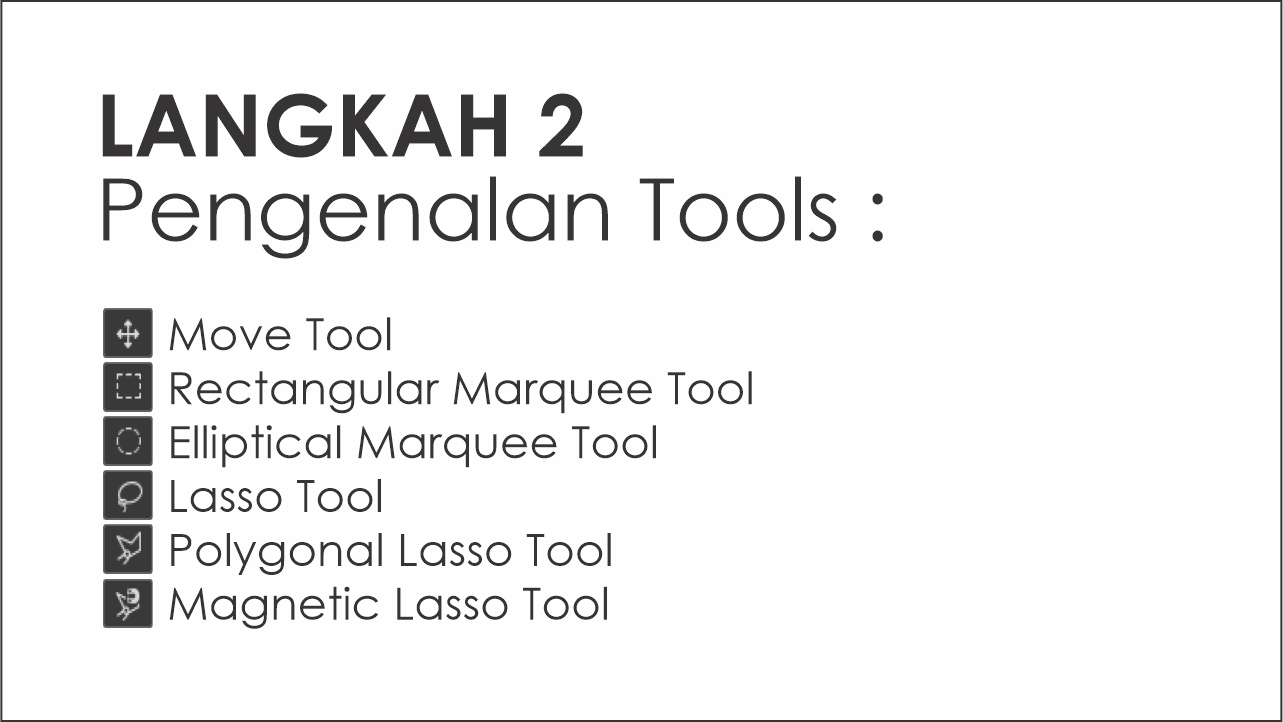 LANGKAH 2
Pengenalan Tools :
Move Tool
Rectangular Marquee Tool
Elliptical Marquee Tool
Lasso Tool
Polygonal Lasso Tool
Magnetic Lasso Tool